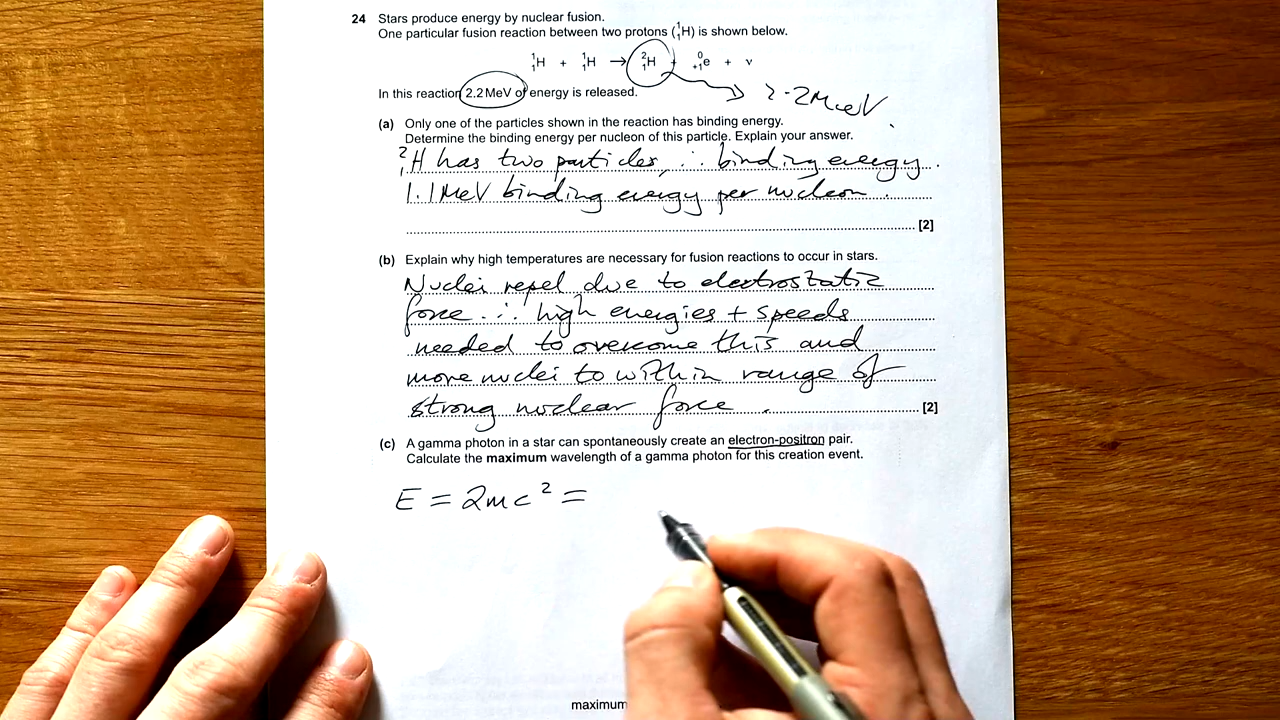 24 Stars produce energy by nuclear fusion.
One particular fusion reaction between two protons (¹₁H) is shown below.
¹₁H + ¹₁H → ²₁H + ⁰₊₁e + ν
In this reaction 2.2 MeV of energy is released.
2.2MeV.
(a) Only one of the particles shown in the reaction has binding energy.
Determine the binding energy per nucleon of this particle. Explain your answer.
²₁H has two particles, ∴ binding energy.
1.1MeV binding energy per nucleon.
[2]
(b) Explain why high temperatures are necessary for fusion reactions to occur in stars.
Nuclei repel due to electrostatic
force ∴ high energies + speeds
needed to overcome this and
move nuclei to within range of
strong nuclear force. [2]
(c) A gamma photon in a star can spontaneously create an electron-positron pair.
Calculate the maximum wavelength of a gamma photon for this creation event.
E = 2mc² =
maximum